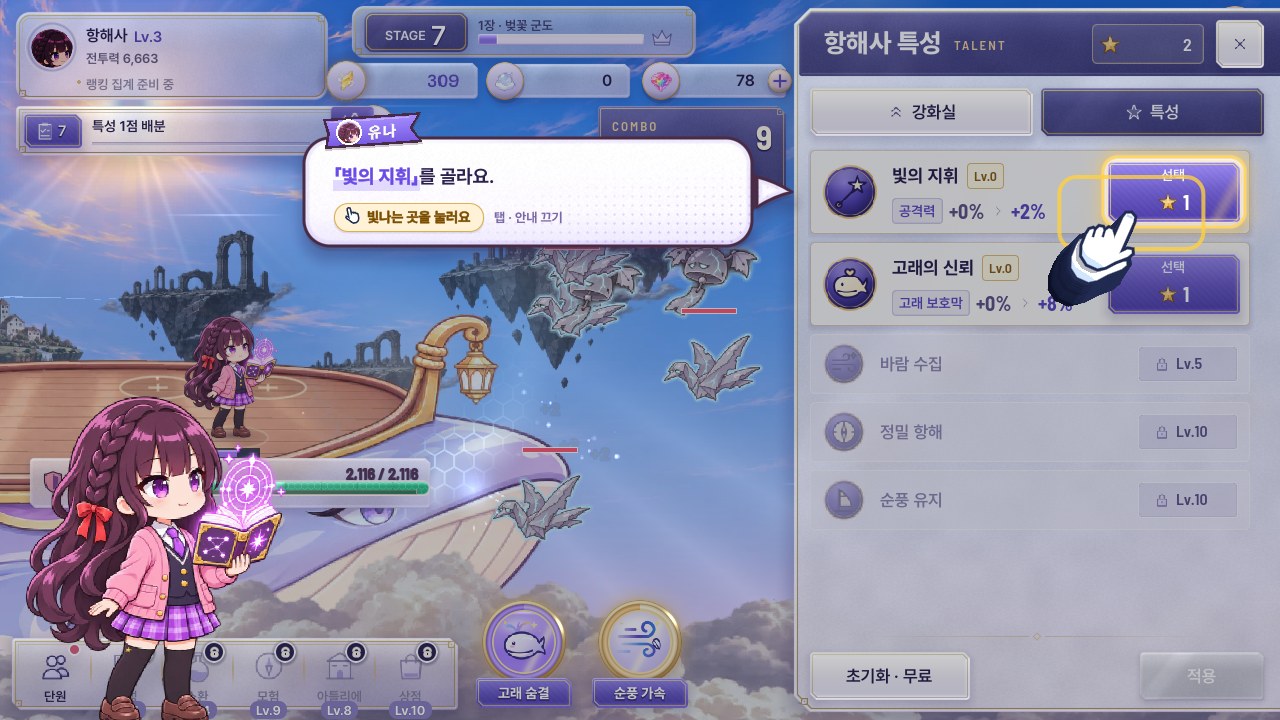 항해사 Lv.3
전투력 6,663
랭킹 집계 준비 중
STAGE 7
1장 · 벚꽃 군도
309
0
78
7
특성 1점 배분
COMBO
9
유나
「빛의 지휘」를 골라요.
빛나는 곳을 눌러요
탭 · 안내 끄기
2,116 / 2,116
단원
모험
Lv.9
아틀리에
Lv.8
상점
Lv.10
고래 숨결
순풍 가속
항해사 특성 TALENT
2
강화실
특성
빛의 지휘 Lv.0
공격력 +0% +2%
선택
1
고래의 신뢰 Lv.0
고래 보호막 +0% +8%
선택
1
바람 수집
Lv.5
정밀 항해
Lv.10
순풍 유지
Lv.10
초기화 · 무료
적용